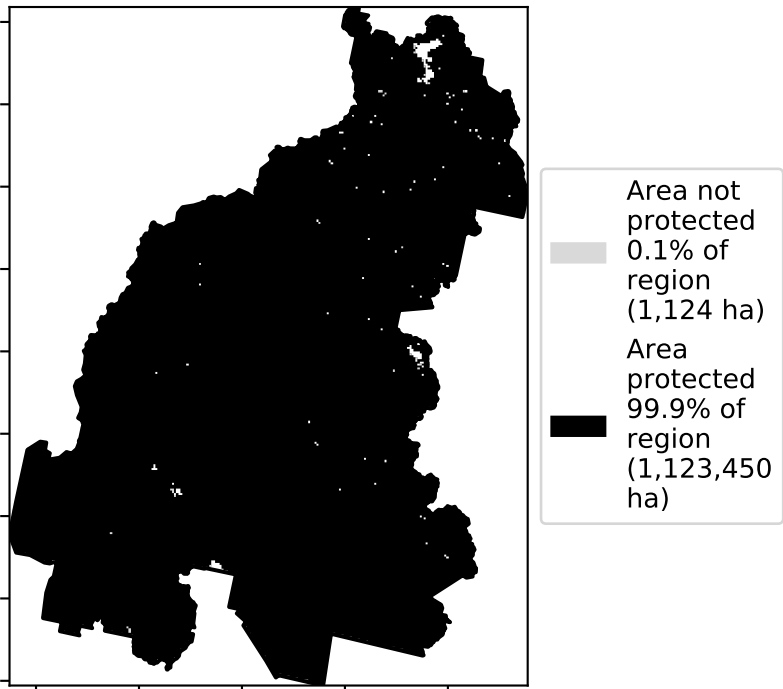 Area not
protected
0.1% of
region
(1,124 ha)
Area
protected
99.9% of
region
(1,123,450
ha)